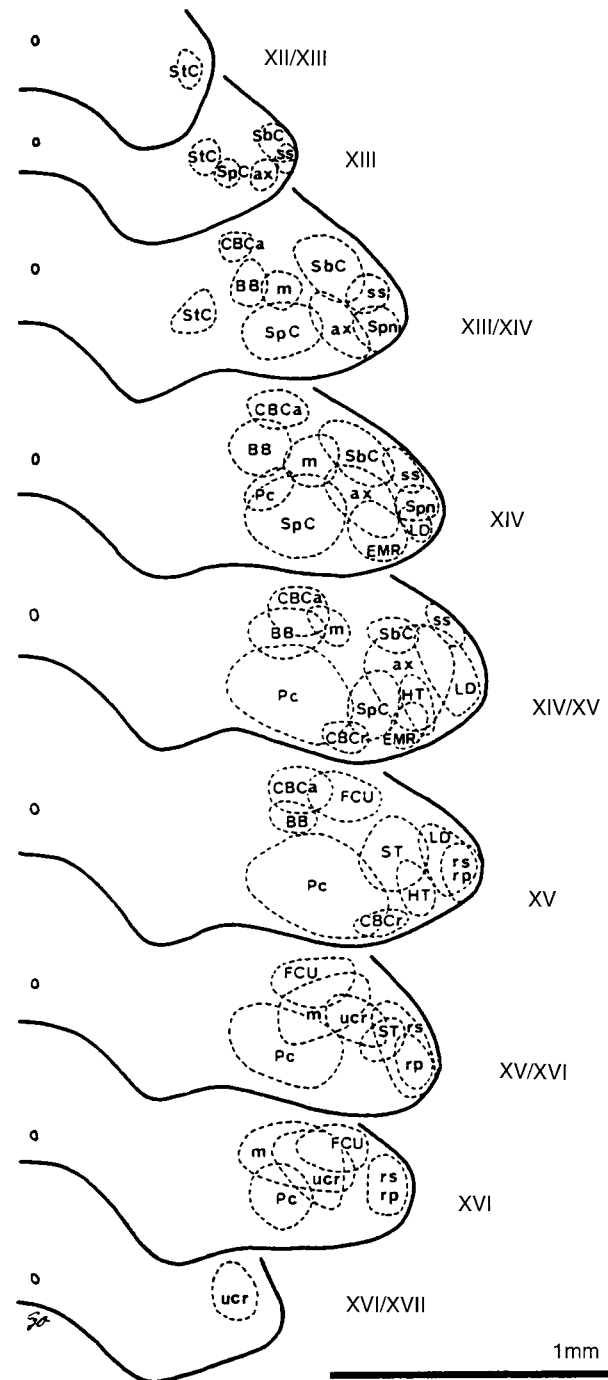 StC
XII/XIII
SbC
StC ss
SpC ax
XIII
CBCa
SbC
BB m ss
StC
SpC ax Spn
XIII/XIV
CBCa
BB m SbC
ss
Pc ax
Spn
SpC LD
EMR
XIV
CBCa
ss
BB m SbC
ax
Pc HT LD
SpC
CBCr EMR
XIV/XV
CBCa FCU
BB
ST LD
rs
Pc rp
HT
CBCr
XV
FCU
m ucr
ST rs
Pc
rp
XV/XVI
m FCU
ucr rs
Pc rp
XVI
ucr
XVI/XVII
1mm